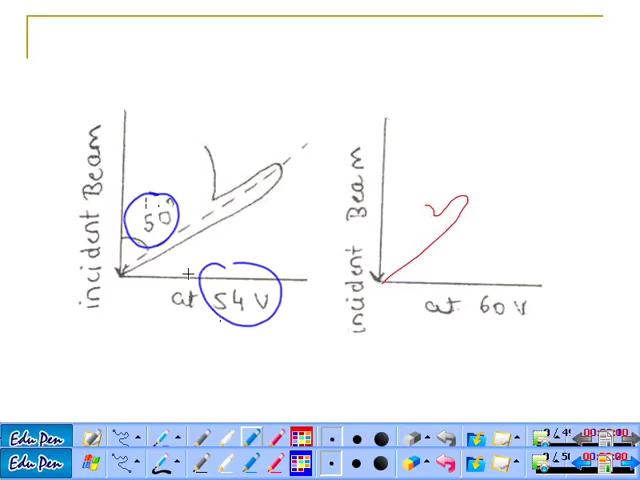 incident Beam
50°
at 54 V
incident Beam
at 60 V
Edu Pen
Edu Pen